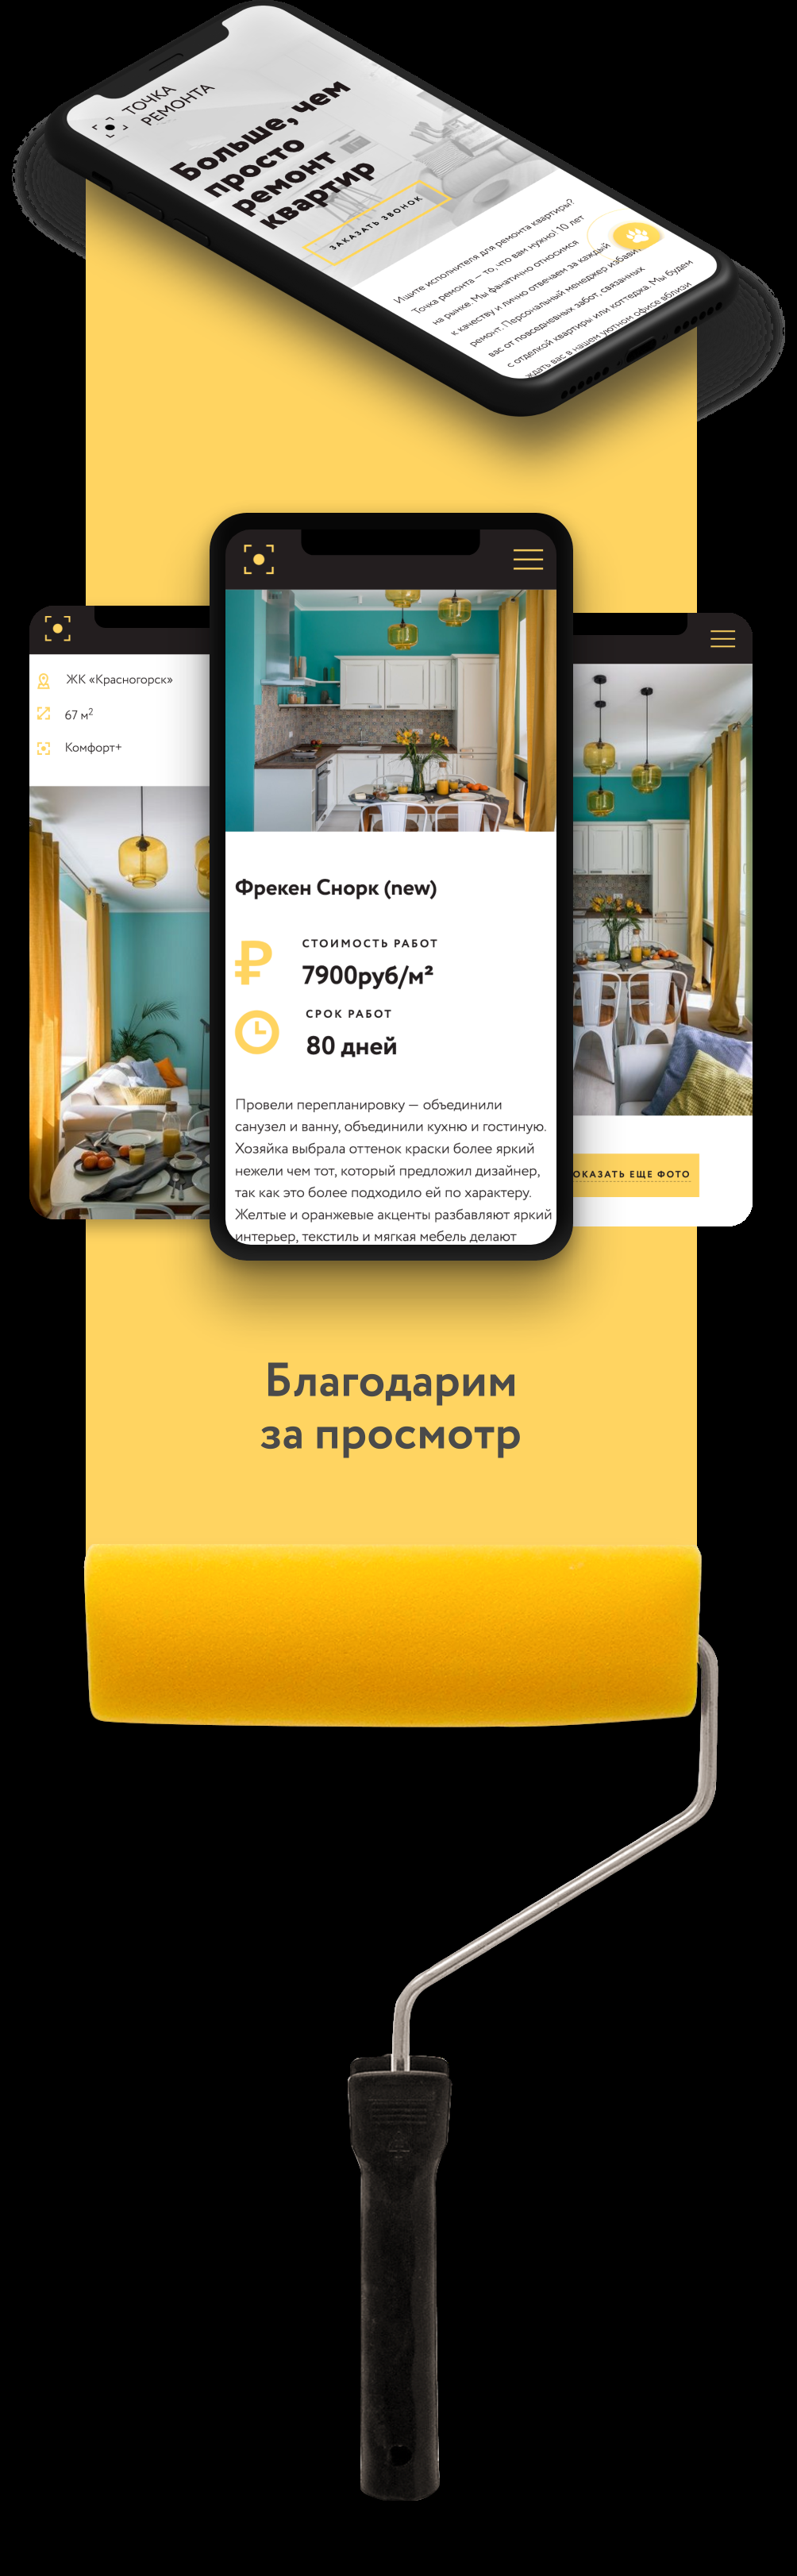 ТОЧКА
РЕМОНТА
Больше, чем
просто
ремонт
квартир
ЗАКАЗАТЬ ЗВОНОК
Ищите исполнителя для ремонта квартиры?
Точка ремонта — то, что вам нужно! 10 лет
на рынке. Мы фанатично относимся
к качеству и лично отвечаем за каждый
ремонт. Персональный менеджер избави
вас от повседневных забот, связанных
с отделкой квартиры или коттеджа. Мы будем
ждать вас в нашем уютном офисе вблизи
ЖК «Красногорск»
67 м²
Комфорт+
Фрекен Снорк (new)
СТОИМОСТЬ РАБОТ
7900руб/м²
СРОК РАБОТ
80 дней
Провели перепланировку — объединили
санузел и ванну, объединили кухню и гостиную.
Хозяйка выбрала оттенок краски более яркий
нежели чем тот, который предложил дизайнер,
так как это более подходило ей по характеру.
Желтые и оранжевые акценты разбавляют яркий
интерьер, текстиль и мягкая мебель делают
ОКАЗАТЬ ЕЩЕ ФОТО
Благодарим
за просмотр